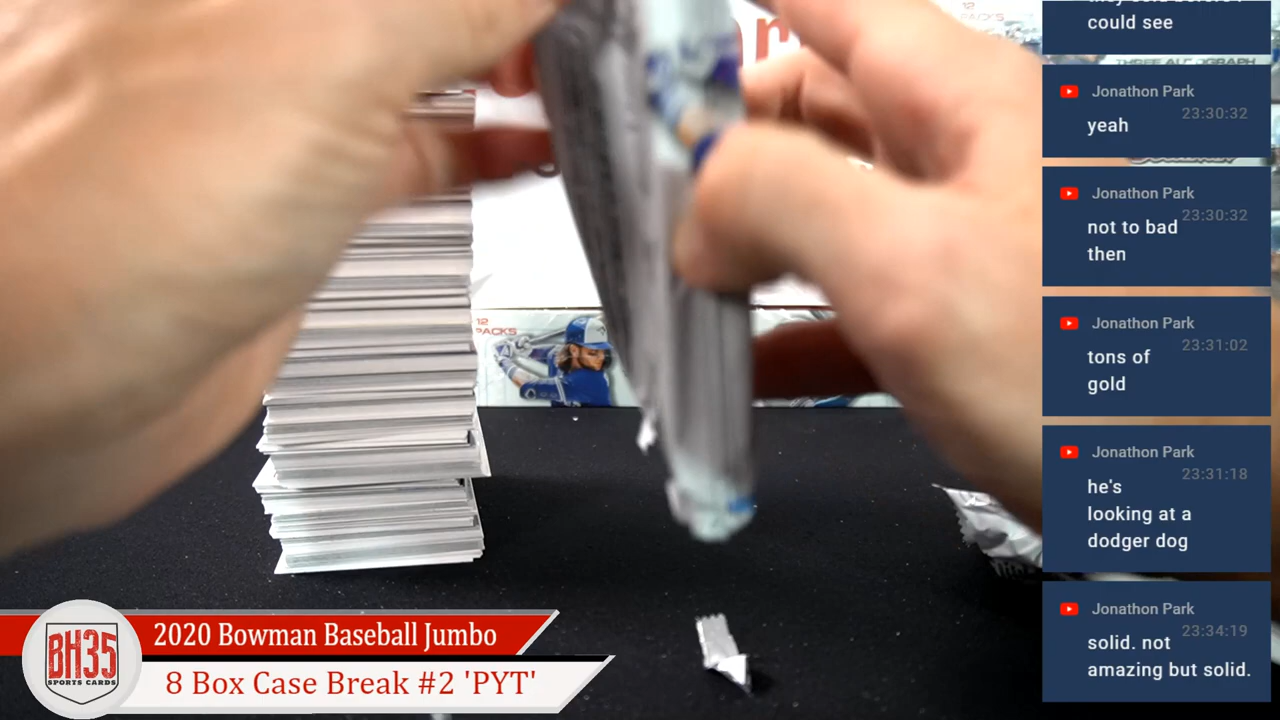 12
PACKS
12
PACKS
could see
Jonathon Park
23:30:32
yeah
Jonathon Park
23:30:32
not to bad
then
Jonathon Park
23:31:02
tons of
gold
Jonathon Park
23:31:18
he's
looking at a
dodger dog
Jonathon Park
23:34:19
solid. not
amazing but solid.
BH35
SPORTS CARDS
2020 Bowman Baseball Jumbo
8 Box Case Break #2 'PYT'